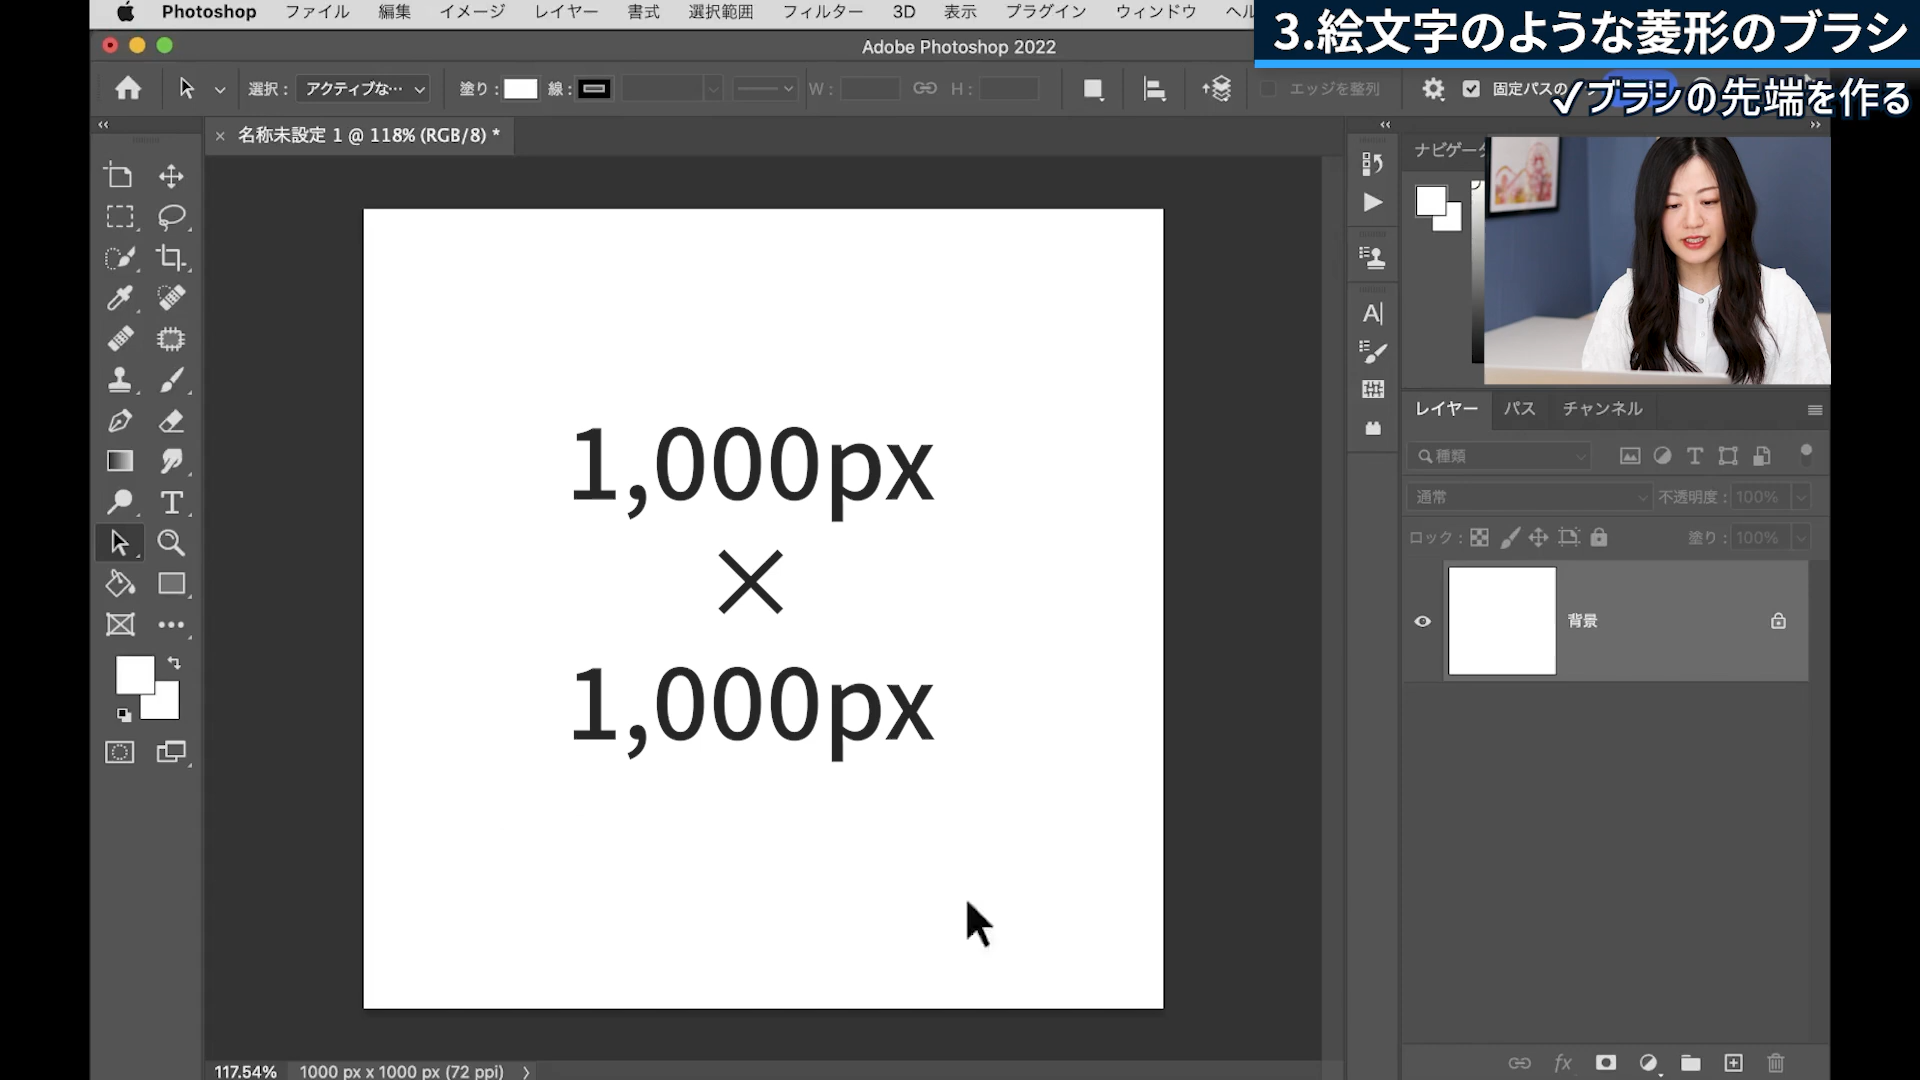 Photoshop ファイル 編集 イメージ レイヤー 書式 選択範囲 フィルター 3D 表示 プラグイン ウィンドウ
3.絵文字のような菱形のブラシ
Adobe Photoshop 2022
選択: アクティブな… 塗り: 線: W: H: エッジを整列 固定パスの
✓ブラシの先端を作る
× 名称未設定 1 @ 118% (RGB/8) *
ナビゲー
1,000px
×
1,000px
レイヤー パス チャンネル
種類
通常 不透明度: 100%
ロック: 塗り: 100%
背景
117.54% 1000 px x 1000 px (72 ppi)